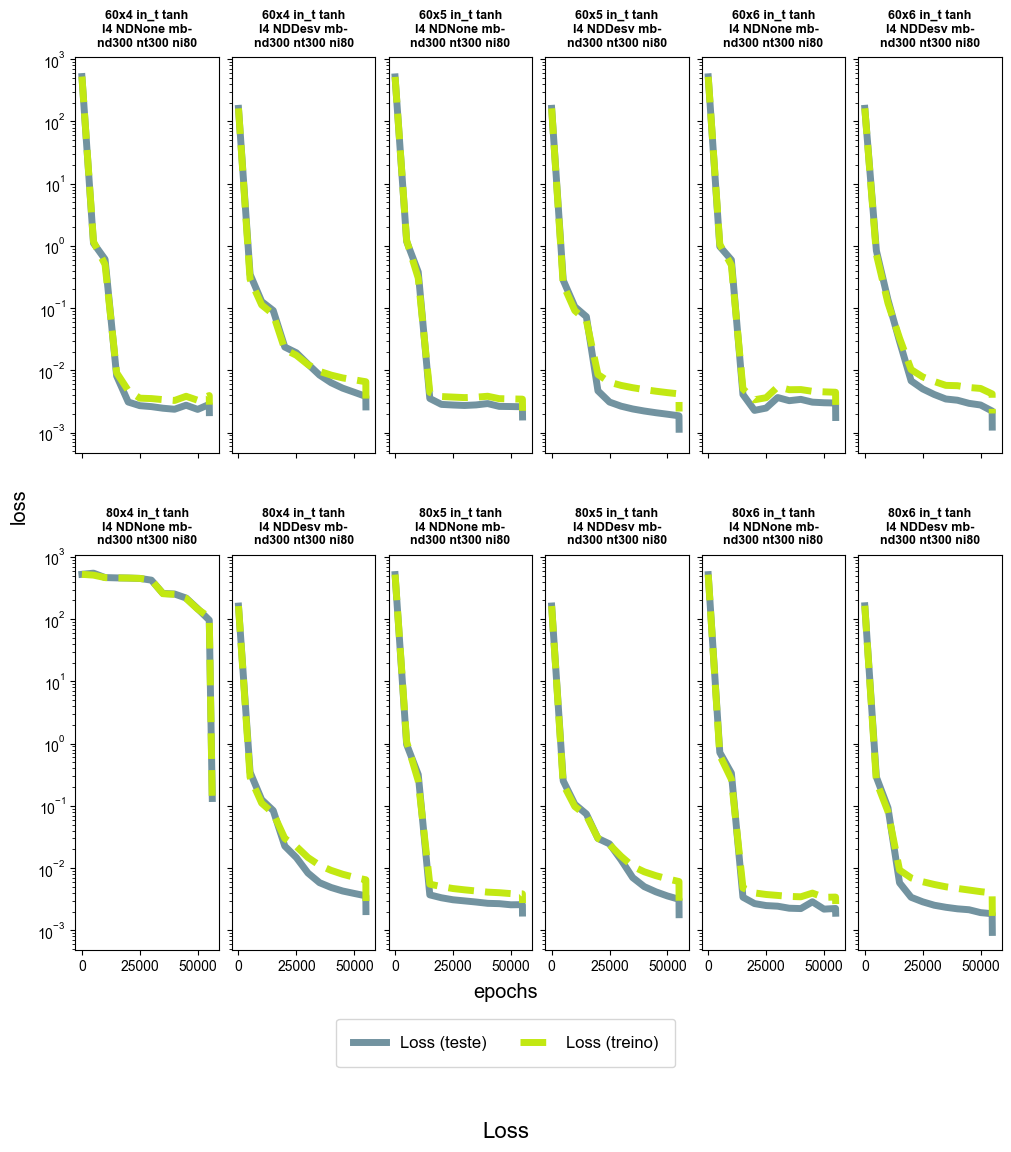 60x4 in_t tanh
l4 NDNone mb-
nd300 nt300 ni80
60x4 in_t tanh
l4 NDDesv mb-
nd300 nt300 ni80
60x5 in_t tanh
l4 NDNone mb-
nd300 nt300 ni80
60x5 in_t tanh
l4 NDDesv mb-
nd300 nt300 ni80
60x6 in_t tanh
l4 NDNone mb-
nd300 nt300 ni80
60x6 in_t tanh
l4 NDDesv mb-
nd300 nt300 ni80
10³
10²
10¹
10⁰
10⁻¹
10⁻²
10⁻³
loss
80x4 in_t tanh
l4 NDNone mb-
nd300 nt300 ni80
80x4 in_t tanh
l4 NDDesv mb-
nd300 nt300 ni80
80x5 in_t tanh
l4 NDNone mb-
nd300 nt300 ni80
80x5 in_t tanh
l4 NDDesv mb-
nd300 nt300 ni80
80x6 in_t tanh
l4 NDNone mb-
nd300 nt300 ni80
80x6 in_t tanh
l4 NDDesv mb-
nd300 nt300 ni80
10³
10²
10¹
10⁰
10⁻¹
10⁻²
10⁻³
0 25000 50000 0 25000 50000 0 25000 50000 0 25000 50000 0 25000 50000 0 25000 50000
epochs
Loss (teste) Loss (treino)
Loss